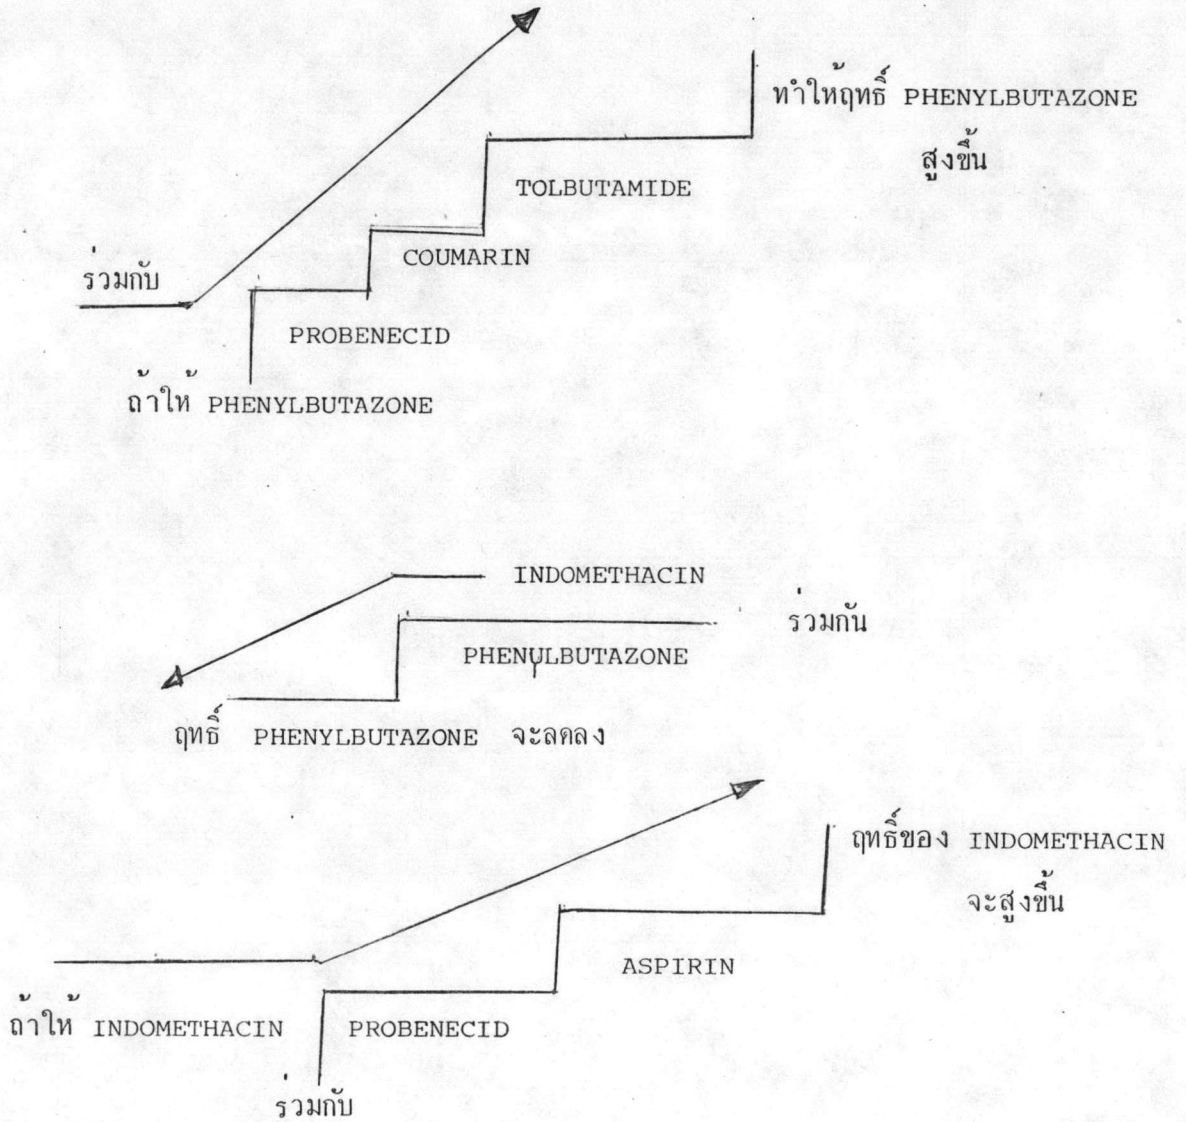 ทำให้ฤทธิ์ PHENYLBUTAZONE
สูงขึ้น
TOLBUTAMIDE
COUMARIN
ร่วมกับ
PROBENECID
ถ้าให้ PHENYLBUTAZONE
INDOMETHACIN
ร่วมกัน
PHENYLBUTAZONE
ฤทธิ์ PHENYLBUTAZONE จะลดลง
ฤทธิ์ของ INDOMETHACIN
จะสูงขึ้น
ASPIRIN
ถ้าให้ INDOMETHACIN PROBENECID
ร่วมกับ